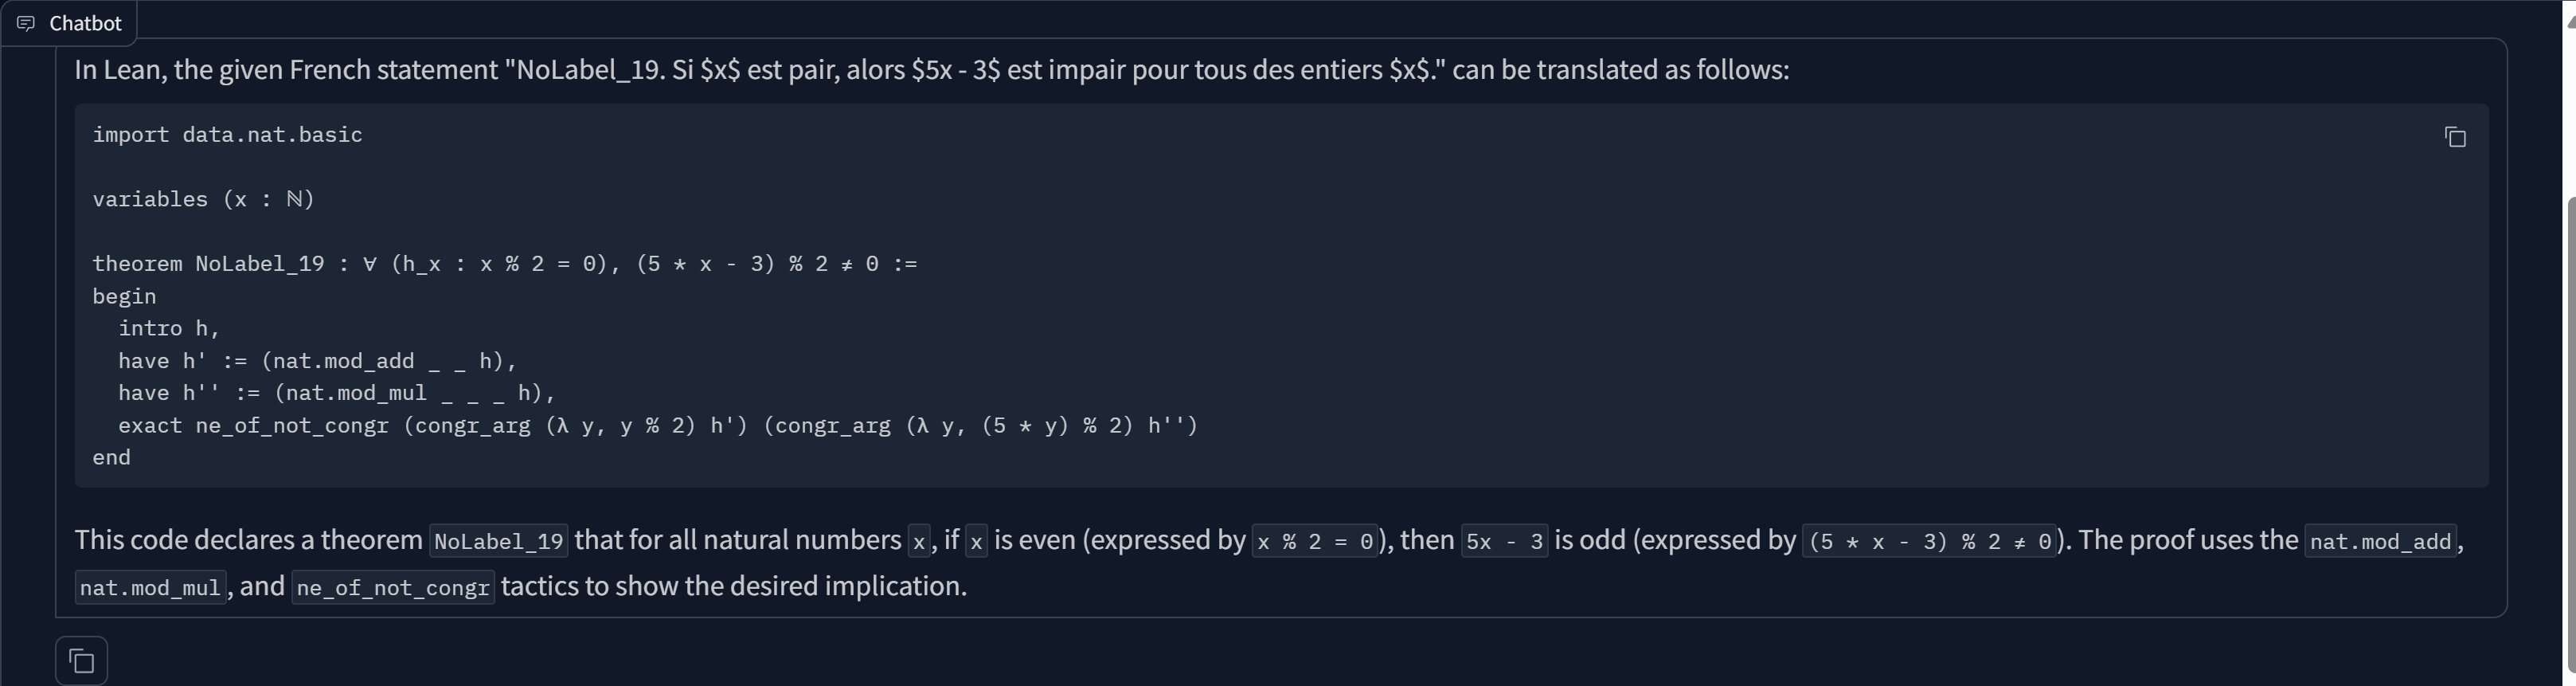 Chatbot
In Lean, the given French statement "NoLabel_19. Si $x$ est pair, alors $5x - 3$ est impair pour tous des entiers $x$." can be translated as follows:
import data.nat.basic
variables (x : ℕ)
theorem NoLabel_19 : ∀ (h_x : x % 2 = 0), (5 * x - 3) % 2 ≠ 0 :=
begin
  intro h,
  have h' := (nat.mod_add _ _ h),
  have h'' := (nat.mod_mul _ _ _ h),
  exact ne_of_not_congr (congr_arg (λ y, y % 2) h') (congr_arg (λ y, (5 * y) % 2) h'')
end
This code declares a theorem NoLabel_19 that for all natural numbers x, if x is even (expressed by x % 2 = 0), then 5x - 3 is odd (expressed by (5 * x - 3) % 2 ≠ 0). The proof uses the nat.mod_add,
nat.mod_mul, and ne_of_not_congr tactics to show the desired implication.